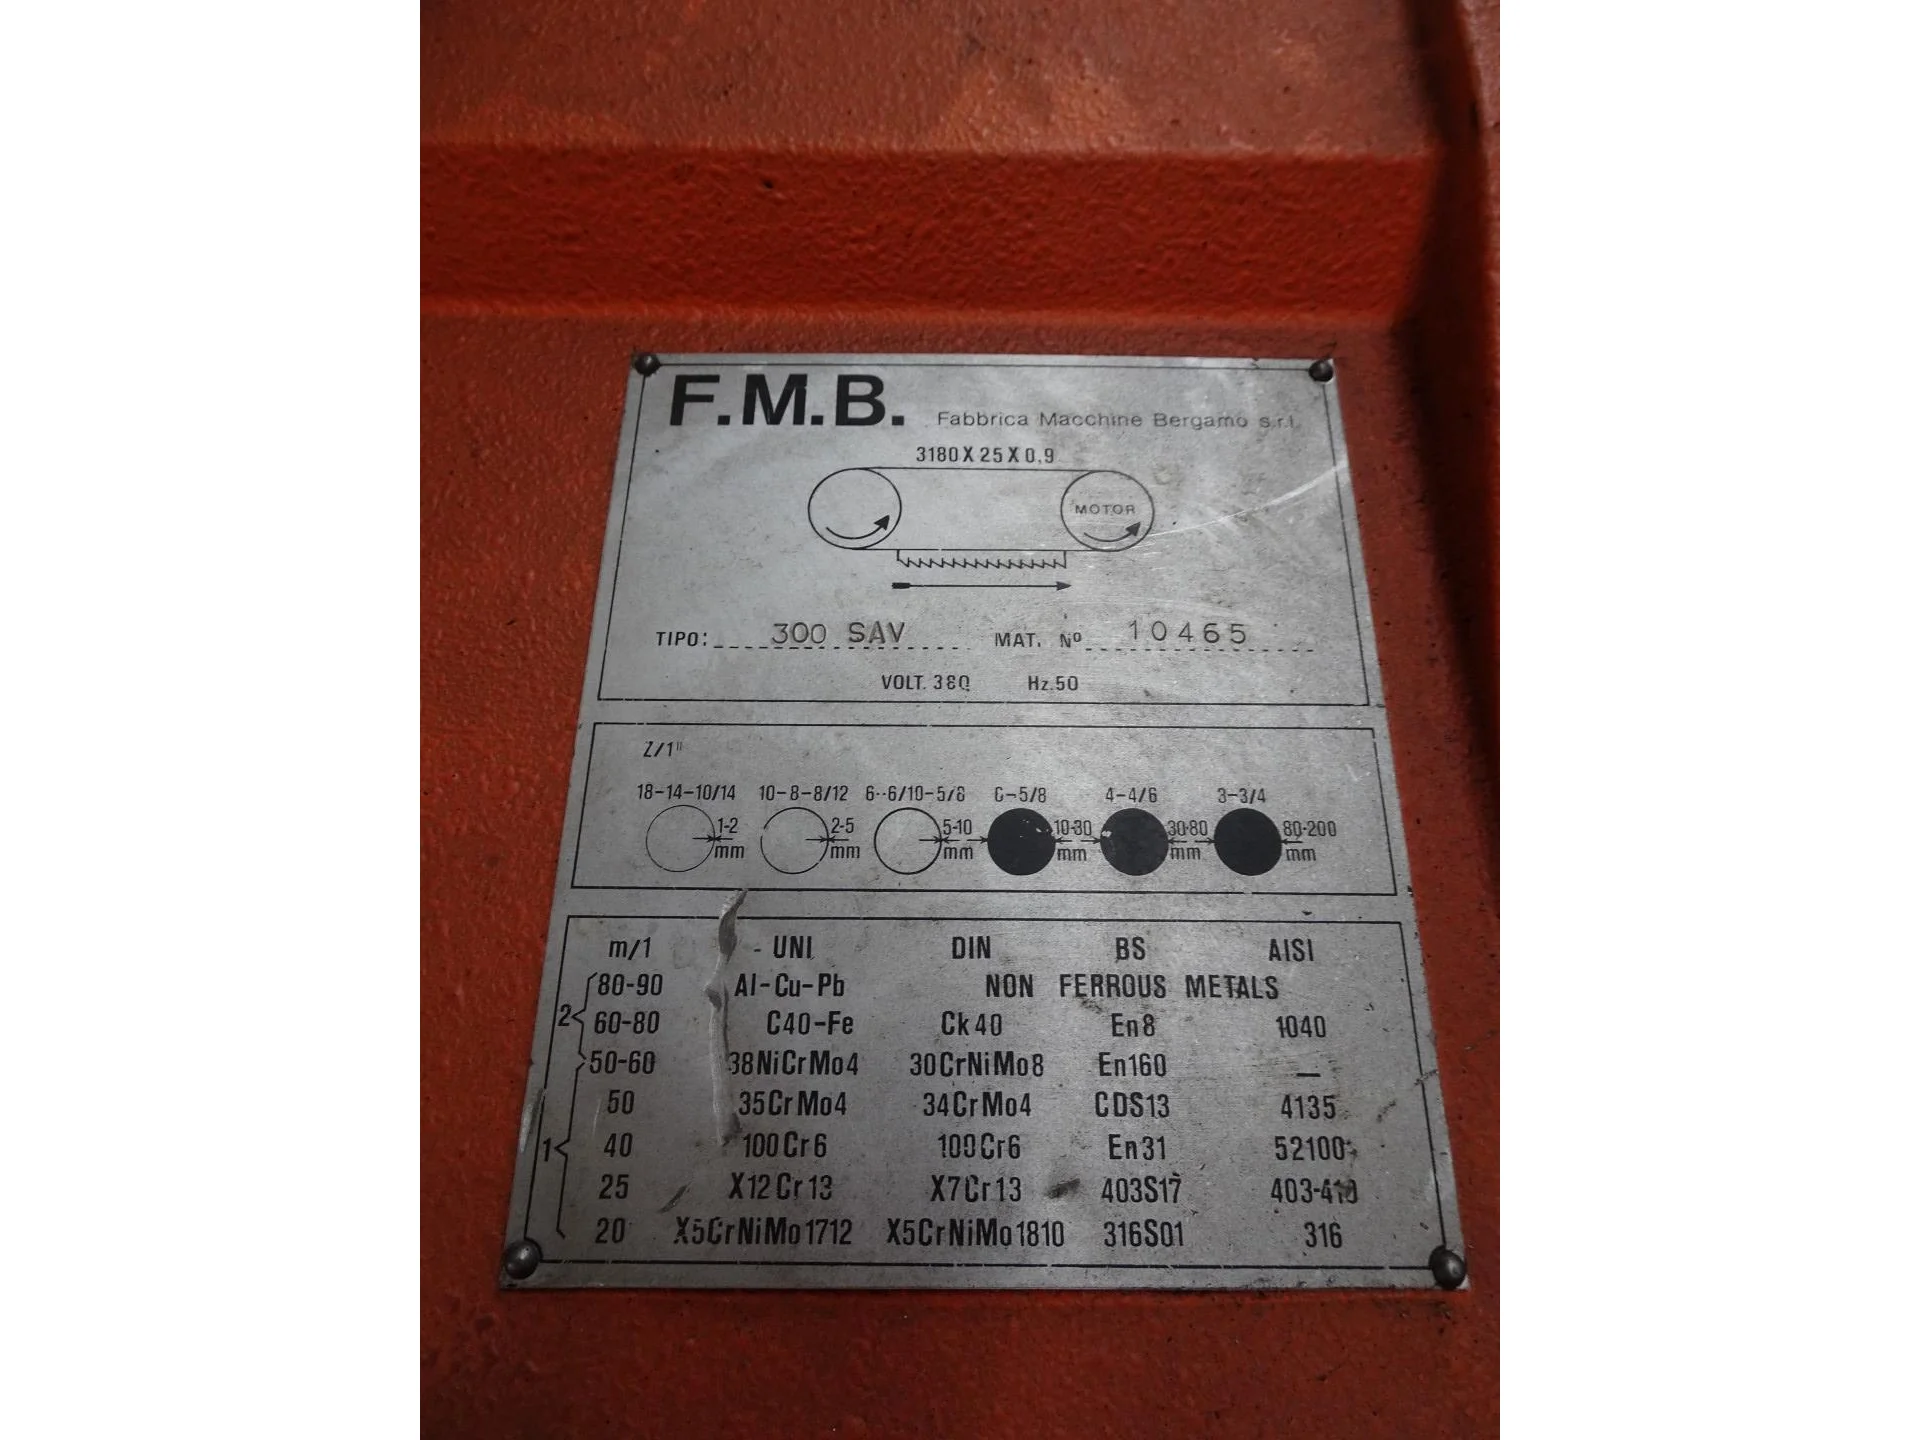 F.M.B. Fabbrica Macchine Bergamo s.r.l.
3180X25X0,9
MOTOR
TIPO: 300 SAV MAT. Nº 10465
VOLT. 380 Hz.50
Z/1"
18-14-10/14 10-8-8/12 6-6/10-5/8 6-5/8 4-4/6 3-3/4
1-2 2-5 5-10 10-30 30-80 80-200
mm mm mm mm mm mm
m/1 UNI DIN BS AISI
80-90 Al-Cu-Pb NON FERROUS METALS
2 60-80 C40-Fe Ck40 En8 1040
50-60 38NiCrMo4 30CrNiMo8 En160 —
50 35CrMo4 34CrMo4 CDS13 4135
1 40 100Cr6 100Cr6 En31 52100
25 X12Cr13 X7Cr13 403S17 403-410
20 X5CrNiMo1712 X5CrNiMo1810 316S01 316